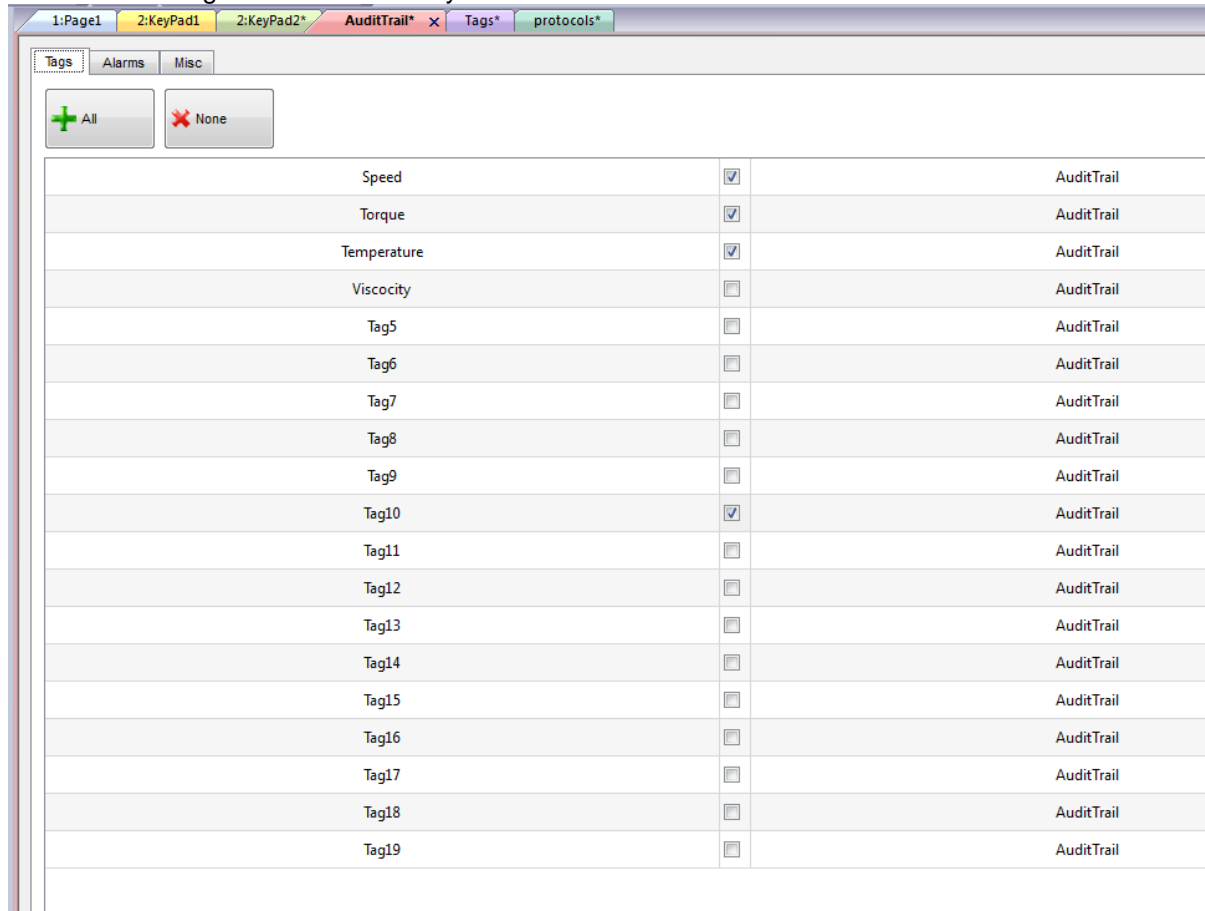 1:Page1 2:KeyPad1 2:KeyPad2* AuditTrail* x Tags* protocols*
Tags Alarms Misc
All None
Speed AuditTrail
Torque AuditTrail
Temperature AuditTrail
Viscocity AuditTrail
Tag5 AuditTrail
Tag6 AuditTrail
Tag7 AuditTrail
Tag8 AuditTrail
Tag9 AuditTrail
Tag10 AuditTrail
Tag11 AuditTrail
Tag12 AuditTrail
Tag13 AuditTrail
Tag14 AuditTrail
Tag15 AuditTrail
Tag16 AuditTrail
Tag17 AuditTrail
Tag18 AuditTrail
Tag19 AuditTrail